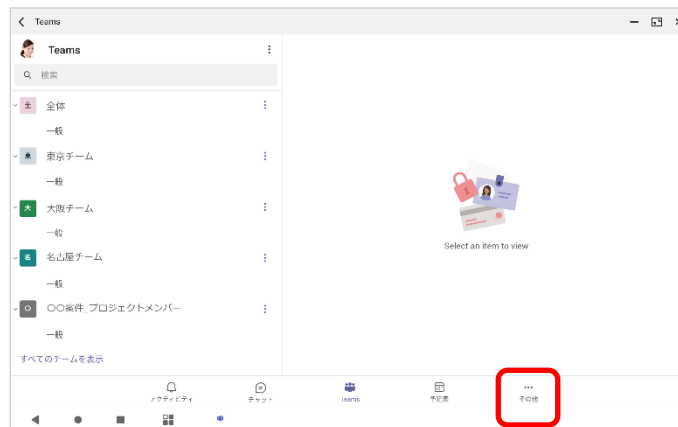 Teams
Teams
検索
全 全体
一般
東 東京チーム
一般
大 大阪チーム
一般
名 名古屋チーム
一般
〇 〇〇案件_プロジェクトメンバー
一般
すべてのチームを表示
Select an item to view
アクティビティ
チャット
Teams
予定表
その他